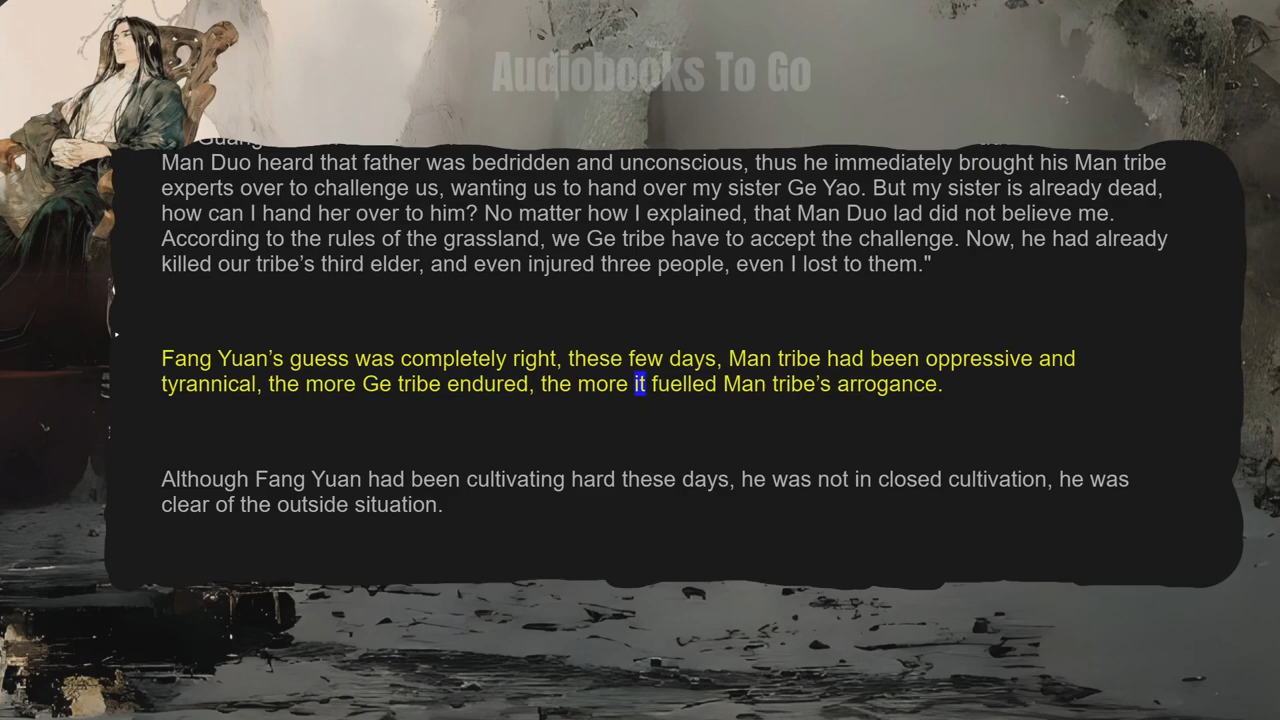 Audiobooks To Go
Man Duo heard that father was bedridden and unconscious, thus he immediately brought his Man tribe
experts over to challenge us, wanting us to hand over my sister Ge Yao. But my sister is already dead,
how can I hand her over to him? No matter how I explained, that Man Duo lad did not believe me.
According to the rules of the grassland, we Ge tribe have to accept the challenge. Now, he had already
killed our tribe’s third elder, and even injured three people, even I lost to them."
Fang Yuan’s guess was completely right, these few days, Man tribe had been oppressive and
tyrannical, the more Ge tribe endured, the more it fuelled Man tribe’s arrogance.
Although Fang Yuan had been cultivating hard these days, he was not in closed cultivation, he was
clear of the outside situation.